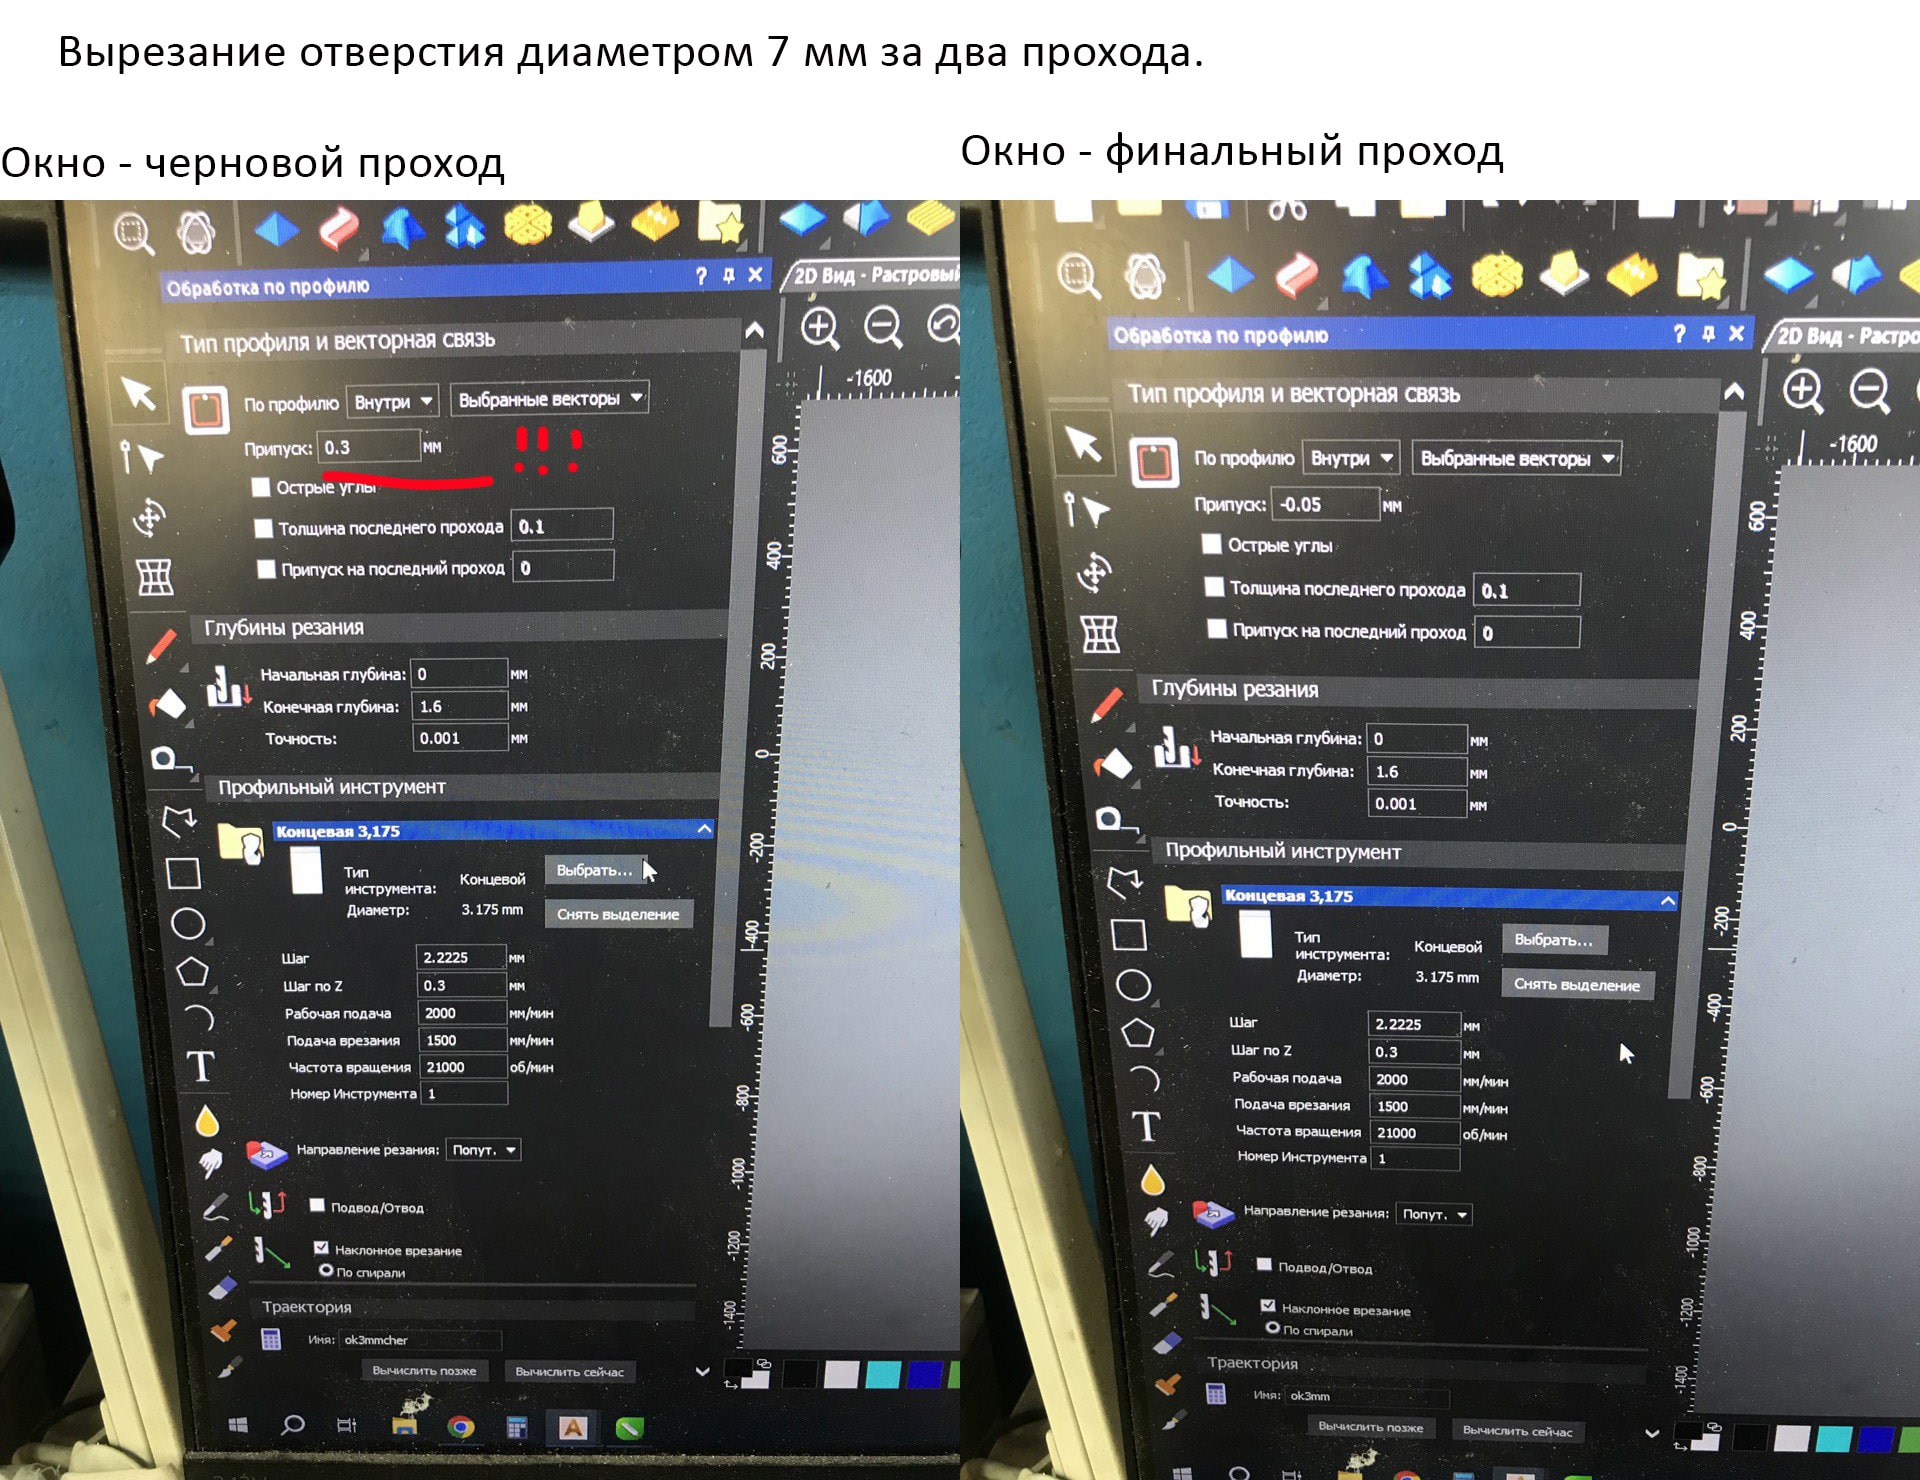 Вырезание отверстия диаметром 7 мм за два прохода.
Окно - черновой проход
Обработка по профилю
?
2D Вид - Растровый
Тип профиля и векторная связь
-1600
По профилю Внутри Выбранные векторы
Припуск: 0.3 мм !!!
Острые углы
Толщина последнего прохода 0.1
Припуск на последний проход 0
Глубины резания
Начальная глубина: 0 мм
Конечная глубина: 1.6 мм
Точность: 0.001 мм
Профильный инструмент
Концевая 3,175
Тип инструмента: Концевой Выбрать...
Диаметр: 3.175 mm Снять выделение
Шаг 2.2225 мм
Шаг по Z 0.3 мм
Рабочая подача 2000 мм/мин
Подача врезания 1500 мм/мин
Частота вращения 21000 об/мин
Номер Инструмента 1
T
Направление резания: Попут.
Подвод/Отвод
Наклонное врезание
По спирали
Траектория
Имя: ok3mmcher
Вычислить позже Вычислить сейчас
600
400
200
0
-200
-400
-600
-800
-1000
-1200
-1400
Окно - финальный проход
Обработка по профилю
?
2D Вид - Растро
Тип профиля и векторная связь
-1600
По профилю Внутри Выбранные векторы
Припуск: -0.05 мм
Острые углы
Толщина последнего прохода 0.1
Припуск на последний проход 0
Глубины резания
Начальная глубина: 0 мм
Конечная глубина: 1.6 мм
Точность: 0.001 мм
Профильный инструмент
Концевая 3,175
Тип инструмента: Концевой Выбрать...
Диаметр: 3.175 mm Снять выделение
Шаг 2.2225 мм
Шаг по Z 0.3 мм
Рабочая подача 2000 мм/мин
Подача врезания 1500 мм/мин
Частота вращения 21000 об/мин
Номер Инструмента 1
T
Направление резания: Попут.
Подвод/Отвод
Наклонное врезание
По спирали
Траектория
Имя: ok3mm
Вычислить позже Вычислить сейчас
600
400
200
0
-200
-400
-600
-800
-1000
-1200
-1400